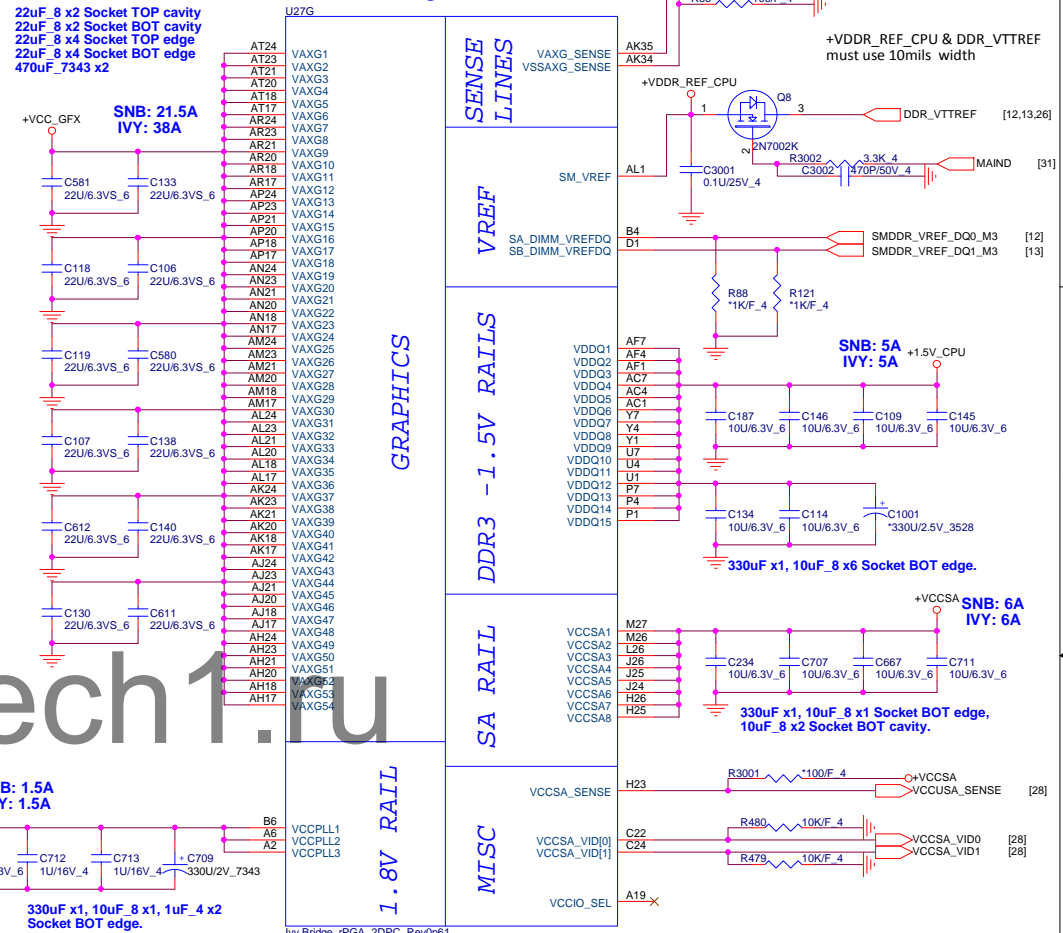 22uF_8 x2 Socket TOP cavity
22uF_8 x2 Socket BOT cavity
22uF_8 x4 Socket TOP edge
22uF_8 x4 Socket BOT edge
470uF_7343 x2
SNB: 21.5A
IVY: 38A
+VCC_GFX
C581
22U/6.3VS_6
C133
22U/6.3VS_6
C118
22U/6.3VS_6
C106
22U/6.3VS_6
C119
22U/6.3VS_6
C580
22U/6.3VS_6
C107
22U/6.3VS_6
C138
22U/6.3VS_6
C612
22U/6.3VS_6
C140
22U/6.3VS_6
C130
22U/6.3VS_6
C611
22U/6.3VS_6
ech1.ru
B: 1.5A
Y: 1.5A
V_6
C712
1U/16V_4
C713
1U/16V_4
+
C709
330U/2V_7343
330uF x1, 10uF_8 x1, 1uF_4 x2
Socket BOT edge.
U27G
AT24 VAXG1
AT23 VAXG2
AT21 VAXG3
AT20 VAXG4
AT18 VAXG5
AT17 VAXG6
AR24 VAXG7
AR23 VAXG8
AR21 VAXG9
AR20 VAXG10
AR18 VAXG11
AR17 VAXG12
AP24 VAXG13
AP23 VAXG14
AP21 VAXG15
AP20 VAXG16
AP18 VAXG17
AP17 VAXG18
AN24 VAXG19
AN23 VAXG20
AN21 VAXG21
AN20 VAXG22
AN18 VAXG23
AN17 VAXG24
AM24 VAXG25
AM23 VAXG26
AM21 VAXG27
AM20 VAXG28
AM18 VAXG29
AM17 VAXG30
AL24 VAXG31
AL23 VAXG32
AL21 VAXG33
AL20 VAXG34
AL18 VAXG35
AL17 VAXG36
AK24 VAXG37
AK23 VAXG38
AK21 VAXG39
AK20 VAXG40
AK18 VAXG41
AK17 VAXG42
AJ24 VAXG43
AJ23 VAXG44
AJ21 VAXG45
AJ20 VAXG46
AJ18 VAXG47
AJ17 VAXG48
AH24 VAXG49
AH23 VAXG50
AH21 VAXG51
AH20 VAXG52
AH18 VAXG53
AH17 VAXG54
B6 VCCPLL1
A6 VCCPLL2
A2 VCCPLL3
GRAPHICS
1.8V RAIL
SENSE
LINES
VREF
DDR3 -1.5V RAILS
SA RAIL
MISC
VAXG_SENSE AK35
VSSAXG_SENSE AK34
SM_VREF AL1
SA_DIMM_VREFDQ B4
SB_DIMM_VREFDQ D1
VDDQ1 AF7
VDDQ2 AF4
VDDQ3 AF1
VDDQ4 AC7
VDDQ5 AC4
VDDQ6 AC1
VDDQ7 Y7
VDDQ8 Y4
VDDQ9 Y1
VDDQ10 U7
VDDQ11 U4
VDDQ12 U1
VDDQ13 P7
VDDQ14 P4
VDDQ15 P1
VCCSA1 M27
VCCSA2 M26
VCCSA3 L26
VCCSA4 J26
VCCSA5 J25
VCCSA6 J24
VCCSA7 H26
VCCSA8 H25
VCCSA_SENSE H23
VCCSA_VID[0] C22
VCCSA_VID[1] C24
VCCIO_SEL A19
Ivy Bridge_rPGA_2DPC_Rev0p61
+VDDR_REF_CPU & DDR_VTTREF
must use 10mils width
+VDDR_REF_CPU
1
Q8
3
2N7002K
2
DDR_VTTREF [12,13,26]
C3001
0.1U/25V_4
R3002 3.3K_4
C3002 470P/50V_4
MAIND [31]
SMDDR_VREF_DQ0_M3 [12]
SMDDR_VREF_DQ1_M3 [13]
R88
*1K/F_4
R121
*1K/F_4
SNB: 5A
IVY: 5A
+1.5V_CPU
C187
10U/6.3V_6
C146
10U/6.3V_6
C109
10U/6.3V_6
C145
10U/6.3V_6
C134
10U/6.3V_6
C114
10U/6.3V_6
+
C1001
*330U/2.5V_3528
330uF x1, 10uF_8 x6 Socket BOT edge.
+VCCSA
SNB: 6A
IVY: 6A
C234
10U/6.3V_6
C707
10U/6.3V_6
C667
10U/6.3V_6
C711
10U/6.3V_6
330uF x1, 10uF_8 x1 Socket BOT edge,
10uF_8 x2 Socket BOT cavity.
R3001 *100/F_4
+VCCSA
VCCUSA_SENSE [28]
R480 10K/F_4
VCCSA_VID0 [28]
VCCSA_VID1 [28]
R479 10K/F_4